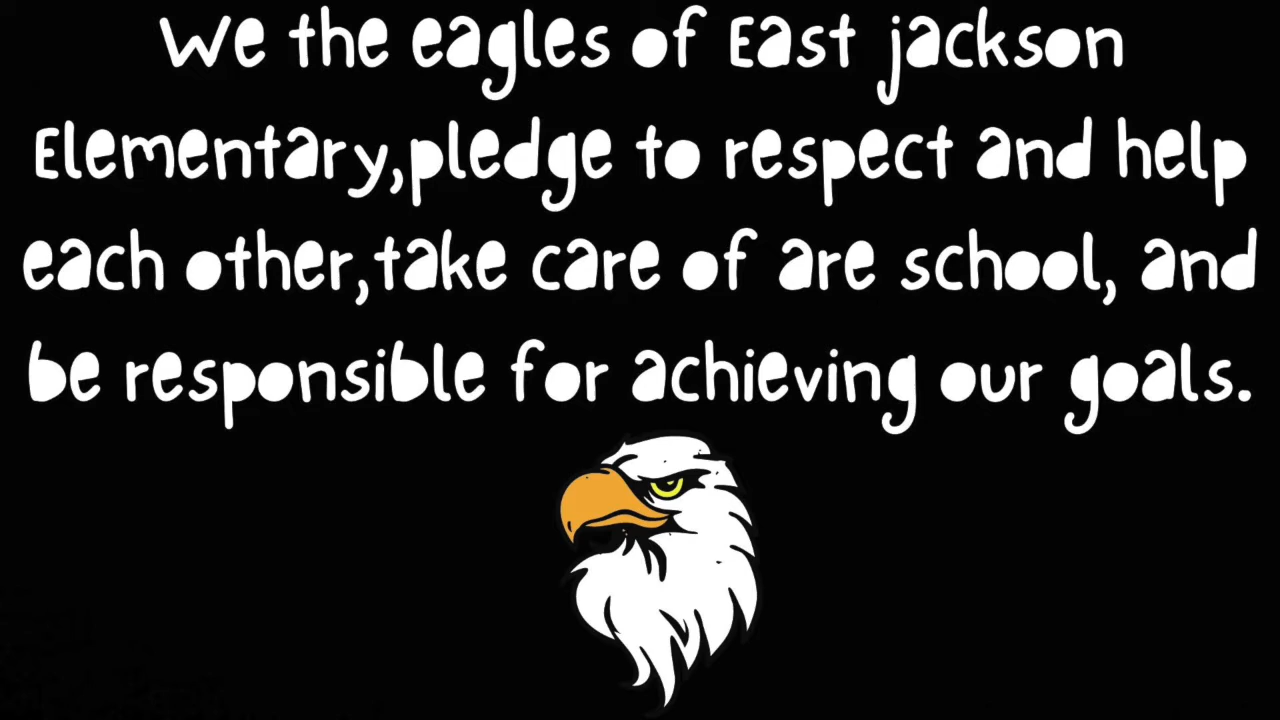 We the eagles of East jackson
Elementary,pledge to respect and help
each other,take care of are school, and
be responsible for achieving our goals.